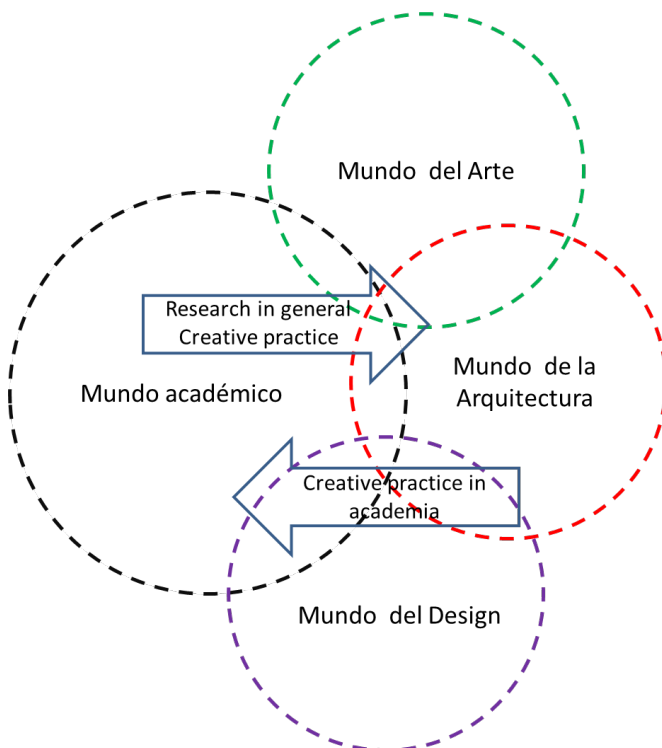 Mundo  del Arte
Research in general
Creative practice
Mundo  de la
Arquitectura
Mundo académico
Creative practice in
academia
Mundo  del Design